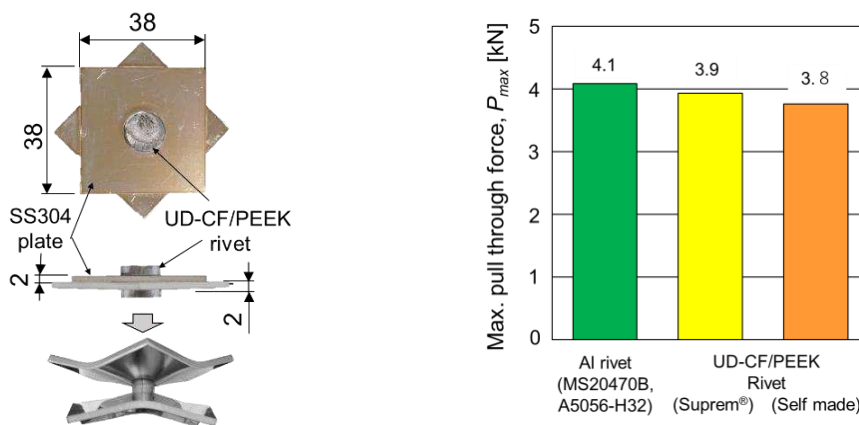 38
38
SS304
plate
UD-CF/PEEK
rivet
2
2
Max. pull through force, Pmax [kN]
5
4
3
2
1
0
4.1
3.9
3. 8
Al rivet
(MS20470B,
A5056-H32)
UD-CF/PEEK
Rivet
(Suprem®) (Self made)